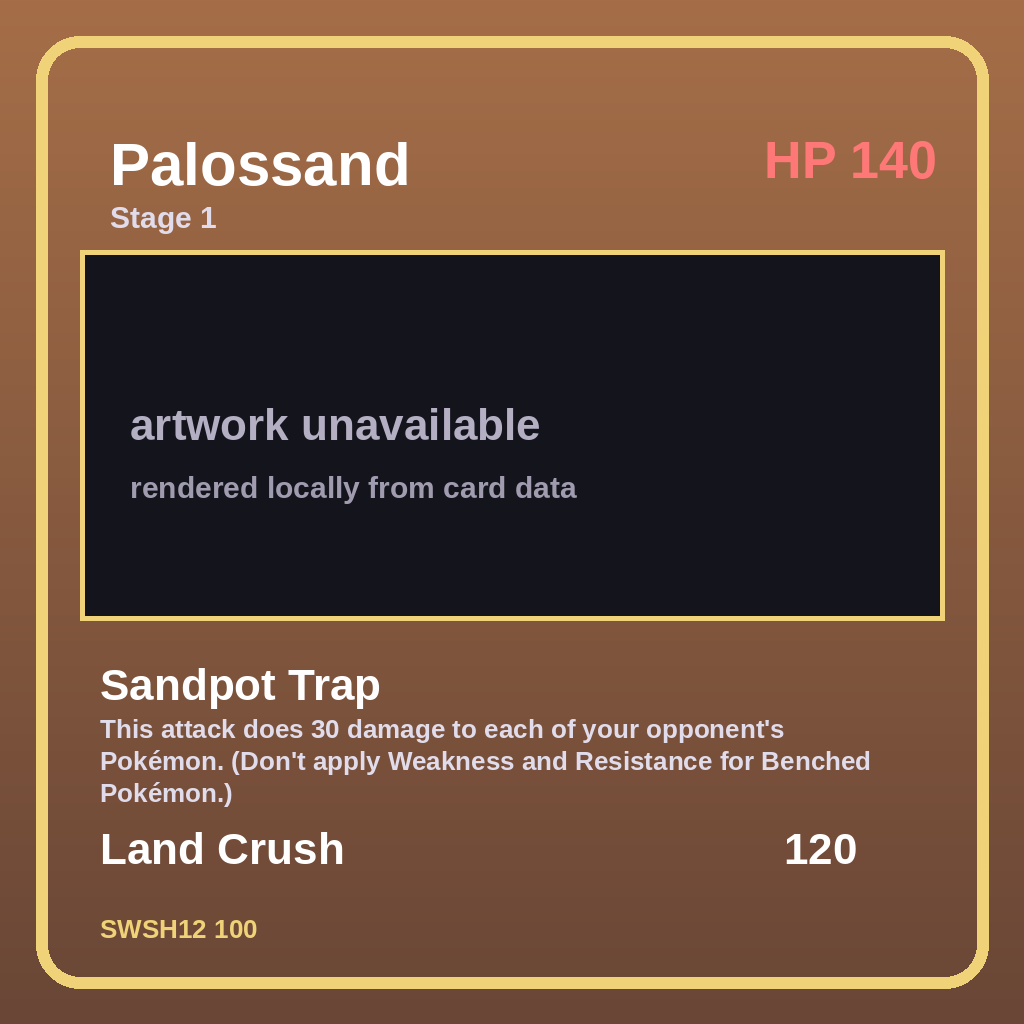 Palossand
HP 140
Stage 1
artwork unavailable
rendered locally from card data
Sandpot Trap
This attack does 30 damage to each of your opponent's
Pokémon. (Don't apply Weakness and Resistance for Benched
Pokémon.)
Land Crush 120
SWSH12 100